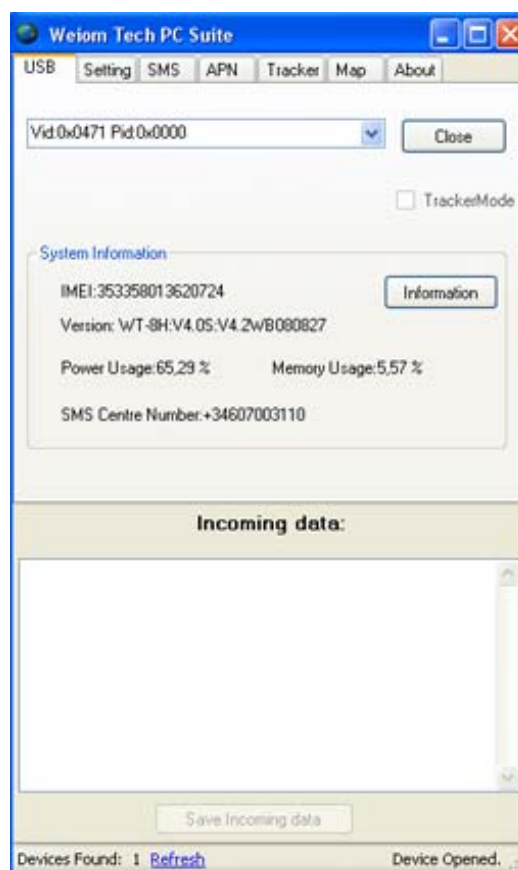 Weiom Tech PC Suite
USB Setting SMS APN Tracker Map About
Vid:0x0471 Pid:0x0000 Close
TrackerMode
System Information
IMEI:353358013620724 Information
Version: WT-8H:V4.0S:V4.2WB080827
Power Usage:65,29 % Memory Usage:5,57 %
SMS Centre Number:+34607003110
Incoming data:
Save Incoming data
Devices Found: 1 Refresh Device Opened.